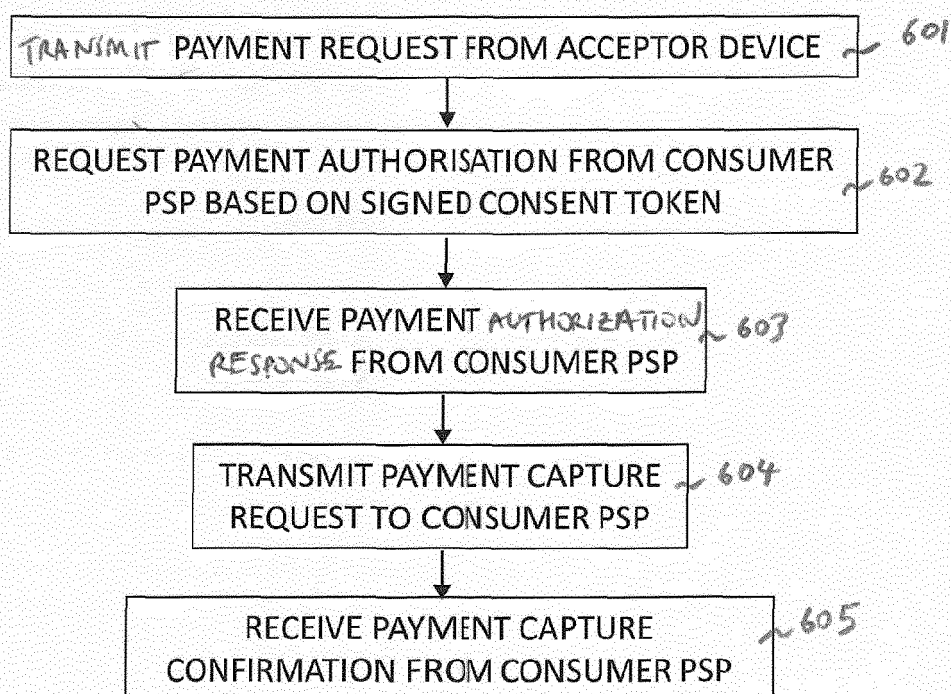 TRANSMIT PAYMENT REQUEST FROM ACCEPTOR DEVICE 601
REQUEST PAYMENT AUTHORISATION FROM CONSUMER
PSP BASED ON SIGNED CONSENT TOKEN 602
RECEIVE PAYMENT AUTHORIZATION
RESPONSE FROM CONSUMER PSP 603
TRANSMIT PAYMENT CAPTURE 604
REQUEST TO CONSUMER PSP
RECEIVE PAYMENT CAPTURE 605
CONFIRMATION FROM CONSUMER PSP